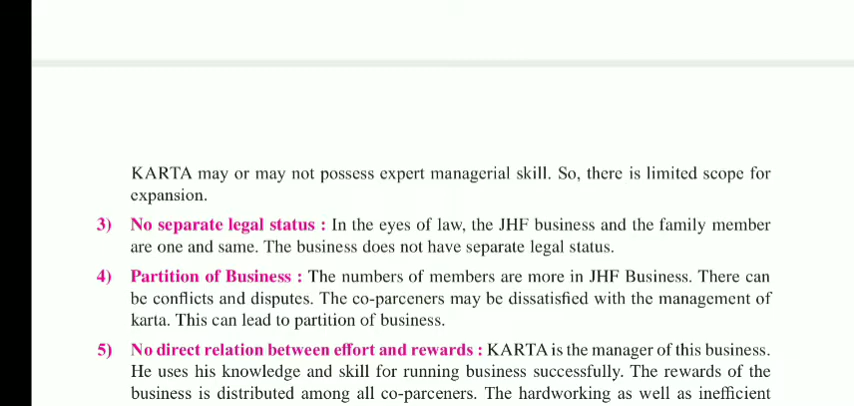 KARTA may or may not possess expert managerial skill. So, there is limited scope for
expansion.
3) No separate legal status : In the eyes of law, the JHF business and the family member
are one and same. The business does not have separate legal status.
4) Partition of Business : The numbers of members are more in JHF Business. There can
be conflicts and disputes. The co-parceners may be dissatisfied with the management of
karta. This can lead to partition of business.
5) No direct relation between effort and rewards : KARTA is the manager of this business.
He uses his knowledge and skill for running business successfully. The rewards of the
business is distributed among all co-parceners. The hardworking as well as inefficient